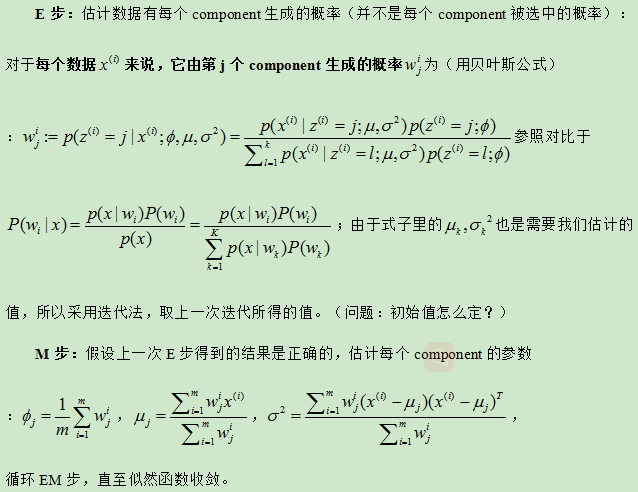 E 步：估计数据有每个 component 生成的概率（并不是每个 component 被选中的概率）：
对于每个数据 $x^{(i)}$ 来说，它由第 j 个 component 生成的概率 $w_j^i$ 为（用贝叶斯公式）
：$w_j^i := p(z^{(i)} = j | x^{(i)}; \phi, \mu, \sigma^2) = \frac{p(x^{(i)} | z^{(i)} = j; \mu, \sigma^2) p(z^{(i)} = j; \phi)}{\sum_{l=1}^{k} p(x^{(i)} | z^{(i)} = l; \mu, \sigma^2) p(z^{(i)} = l; \phi)}$ 参照对比于
$P(w_i | x) = \frac{p(x | w_i) P(w_i)}{p(x)} = \frac{p(x | w_i) P(w_i)}{\sum_{k=1}^{K} p(x | w_k) P(w_k)}$；由于式子里的 $\mu_k, \sigma_k^2$ 也是需要我们估计的
值，所以采用迭代法，取上一次迭代所得的值。（问题：初始值怎么定？）
M 步：假设上一次 E 步得到的结果是正确的，估计每个 component 的参数
：$\phi_j = \frac{1}{m} \sum_{i=1}^{m} w_j^i$，$\mu_j = \frac{\sum_{i=1}^{m} w_j^i x^{(i)}}{\sum_{i=1}^{m} w_j^i}$，$\sigma^2 = \frac{\sum_{i=1}^{m} w_j^i (x^{(i)} - \mu_j)(x^{(i)} - \mu_j)^T}{\sum_{i=1}^{m} w_j^i}$，
循环 EM 步，直至似然函数收敛。